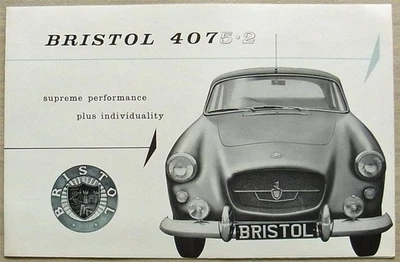 BRISTOL 407 5·2
supreme performance
plus individuality
BRISTOL
BRISTOL